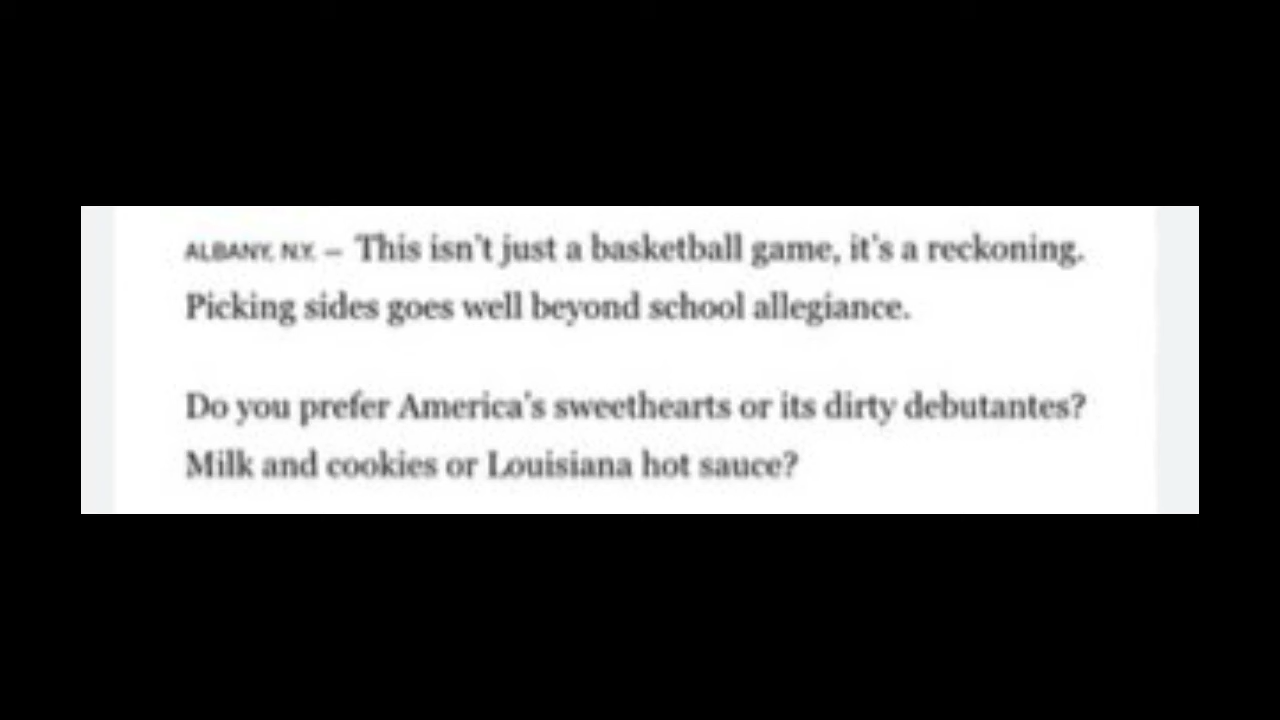 ALBANY, N.Y. — This isn't just a basketball game, it's a reckoning.
Picking sides goes well beyond school allegiance.
Do you prefer America's sweethearts or its dirty debutantes?
Milk and cookies or Louisiana hot sauce?